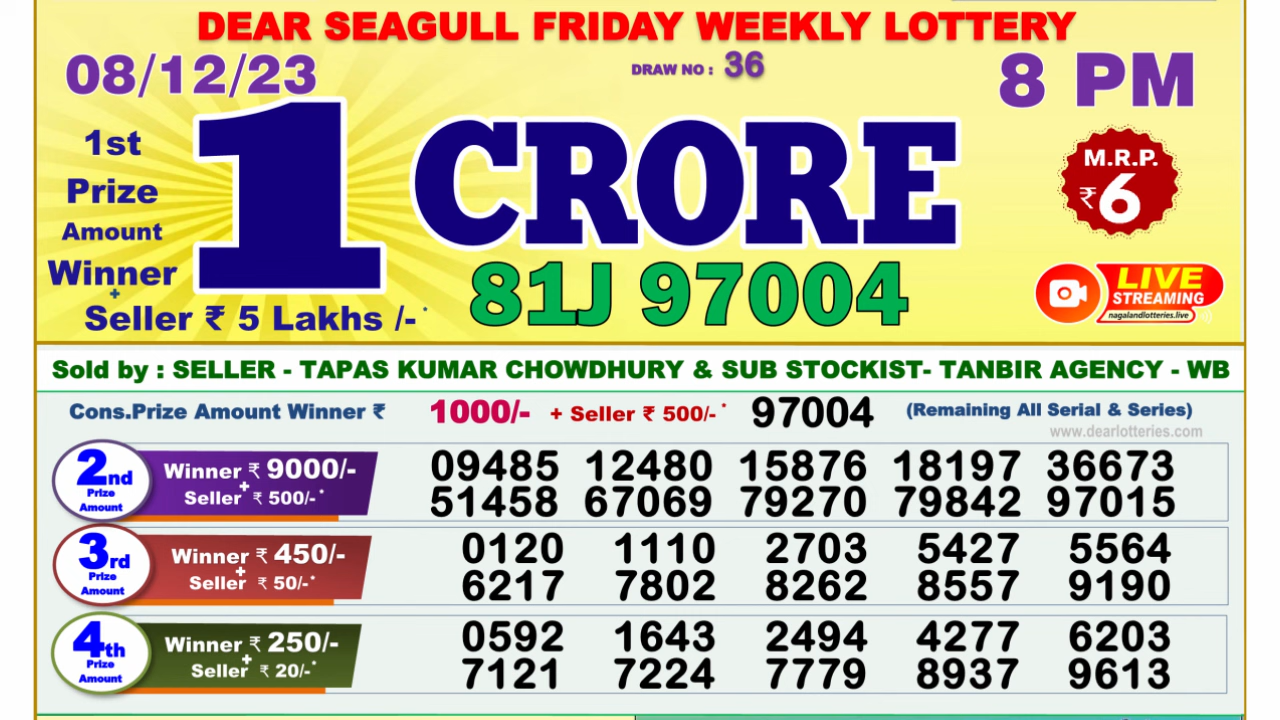 DEAR SEAGULL FRIDAY WEEKLY LOTTERY
08/12/23
DRAW NO : 36
8 PM
1st
Prize
Amount
Winner
+
Seller ₹ 5 Lakhs /-*
1 CRORE
81J 97004
M.R.P.
₹ 6
LIVE
STREAMING
nagalandlotteries.live
Sold by : SELLER - TAPAS KUMAR CHOWDHURY & SUB STOCKIST- TANBIR AGENCY - WB
Cons.Prize Amount Winner ₹ 1000/- + Seller ₹ 500/-* 97004 (Remaining All Serial & Series)
www.dearlotteries.com
2nd
Prize
Amount
Winner ₹ 9000/-
+
Seller ₹ 500/-*
09485 12480 15876 18197 36673
51458 67069 79270 79842 97015
3rd
Prize
Amount
Winner ₹ 450/-
+
Seller ₹ 50/-*
0120 1110 2703 5427 5564
6217 7802 8262 8557 9190
4th
Prize
Amount
Winner ₹ 250/-
+
Seller ₹ 20/-*
0592 1643 2494 4277 6203
7121 7224 7779 8937 9613